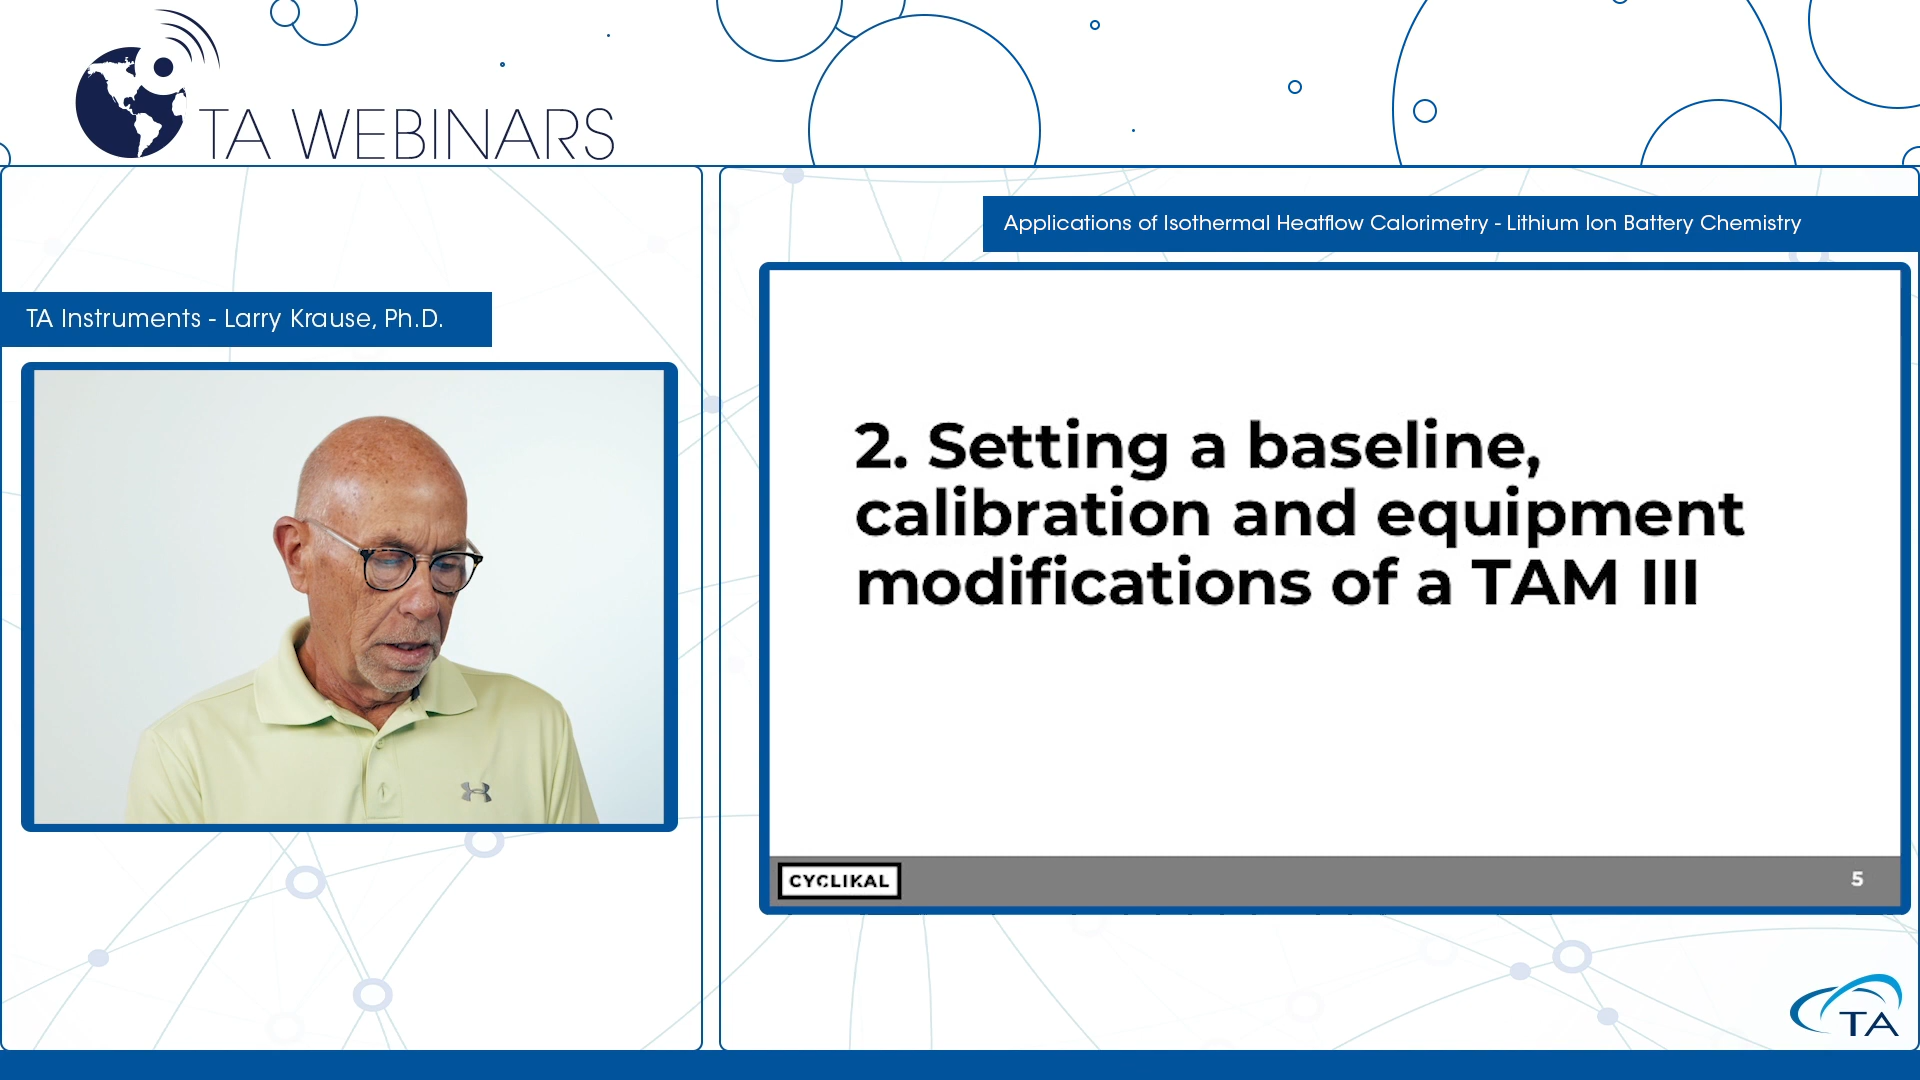 TA WEBINARS
Applications of Isothermal Heatflow Calorimetry - Lithium Ion Battery Chemistry
TA Instruments - Larry Krause, Ph.D.
2. Setting a baseline,
calibration and equipment
modifications of a TAM III
CYCLIKAL
5
TA